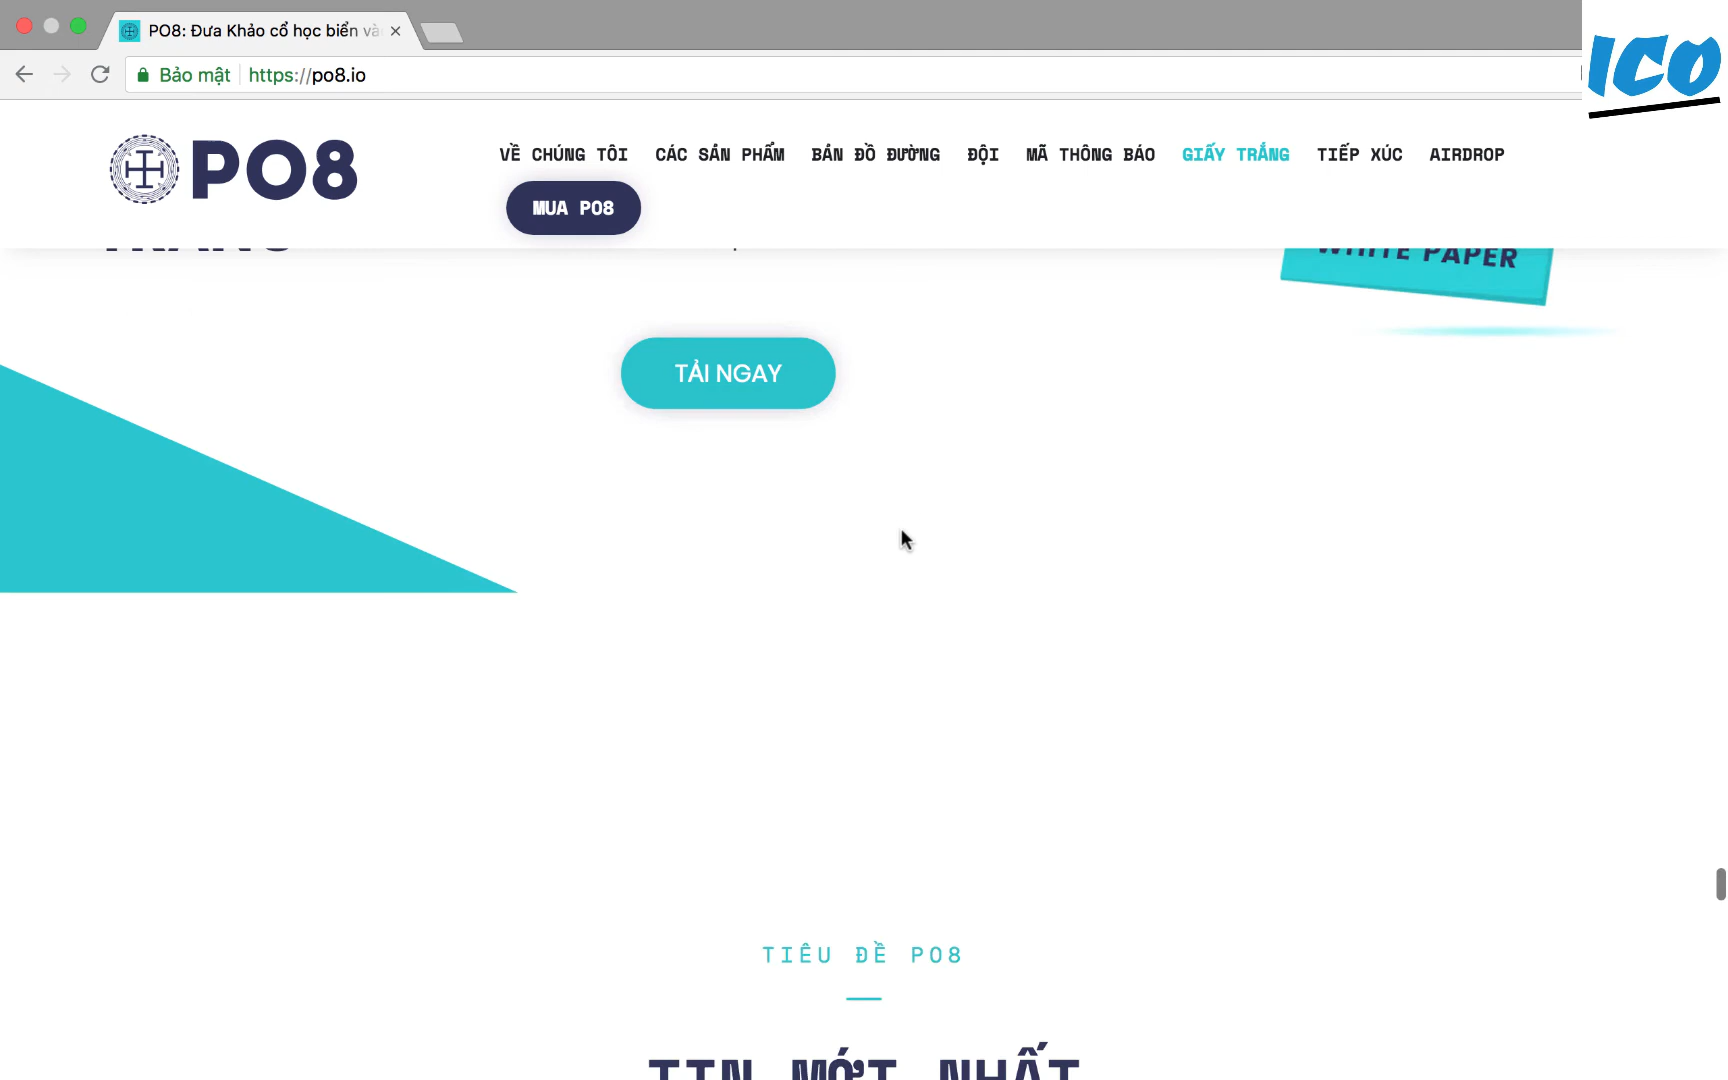 PO8: Đưa Khảo cổ học biển và
Bảo mật https://po8.io
ICO
PO8
VỀ CHÚNG TÔI CÁC SẢN PHẨM BẢN ĐỒ ĐƯỜNG ĐỘI MÃ THÔNG BÁO GIẤY TRẮNG TIẾP XÚC AIRDROP
MUA PO8
WHITE PAPER
TẢI NGAY
TIÊU ĐỀ PO8
TIN MỚI NHẤT